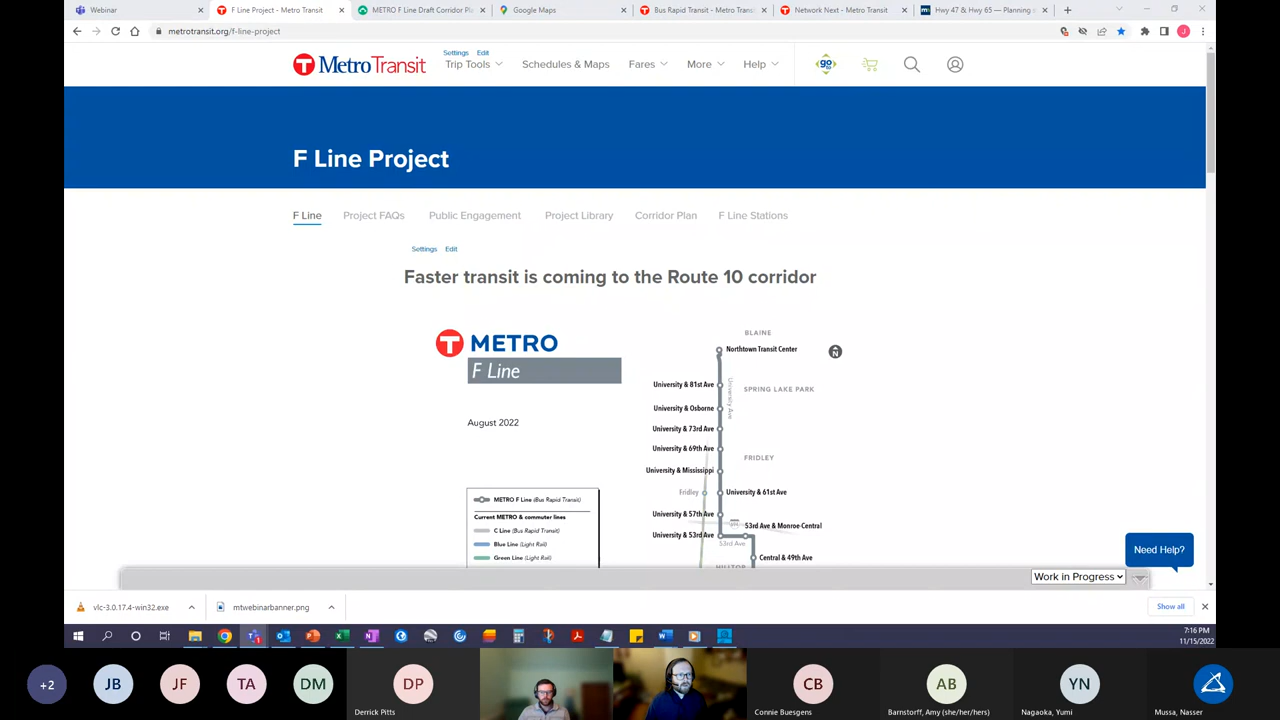 Webinar
F Line Project - Metro Transit
METRO F Line Draft Corridor Pla
Google Maps
Bus Rapid Transit - Metro Transi
Network Next - Metro Transit
Hwy 47 & Hwy 65 — Planning
metrotransit.org/f-line-project
J
T MetroTransit
Settings Edit
Trip Tools
Schedules & Maps
Fares
More
Help
go
F Line Project
F Line
Project FAQs
Public Engagement
Project Library
Corridor Plan
F Line Stations
Settings Edit
Faster transit is coming to the Route 10 corridor
T METRO
F Line
August 2022
METRO F Line (Bus Rapid Transit)
Current METRO & commuter lines
C Line (Bus Rapid Transit)
Blue Line (Light Rail)
Green Line (Light Rail)
BLAINE
Northtown Transit Center
N
University & 81st Ave
University Ave
SPRING LAKE PARK
University & Osborne
University & 73rd Ave
University & 69th Ave
FRIDLEY
University & Mississippi
Fridley
University & 61st Ave
University & 57th Ave
53rd Ave & Monroe-Central
University & 53rd Ave
53rd Ave
Central & 49th Ave
HILLTOP
Need Help?
Work in Progress
vlc-3.0.17.4-win32.exe
mtwebinarbanner.png
Show all
7:16 PM
11/15/2022
+2
JB
JF
TA
DM
DP
Derrick Pitts
CB
Connie Buesgens
AB
Barnstorff, Amy (she/her/hers)
YN
Nagaoka, Yumi
Mussa, Nasser